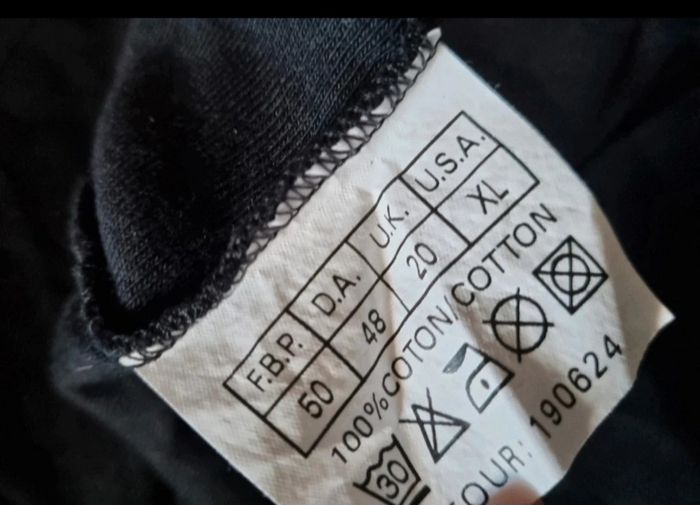 F.B.P. D.A. U.K. U.S.A.
50 48 20 XL
100%COTON/COTTON
30
OUR: 190624